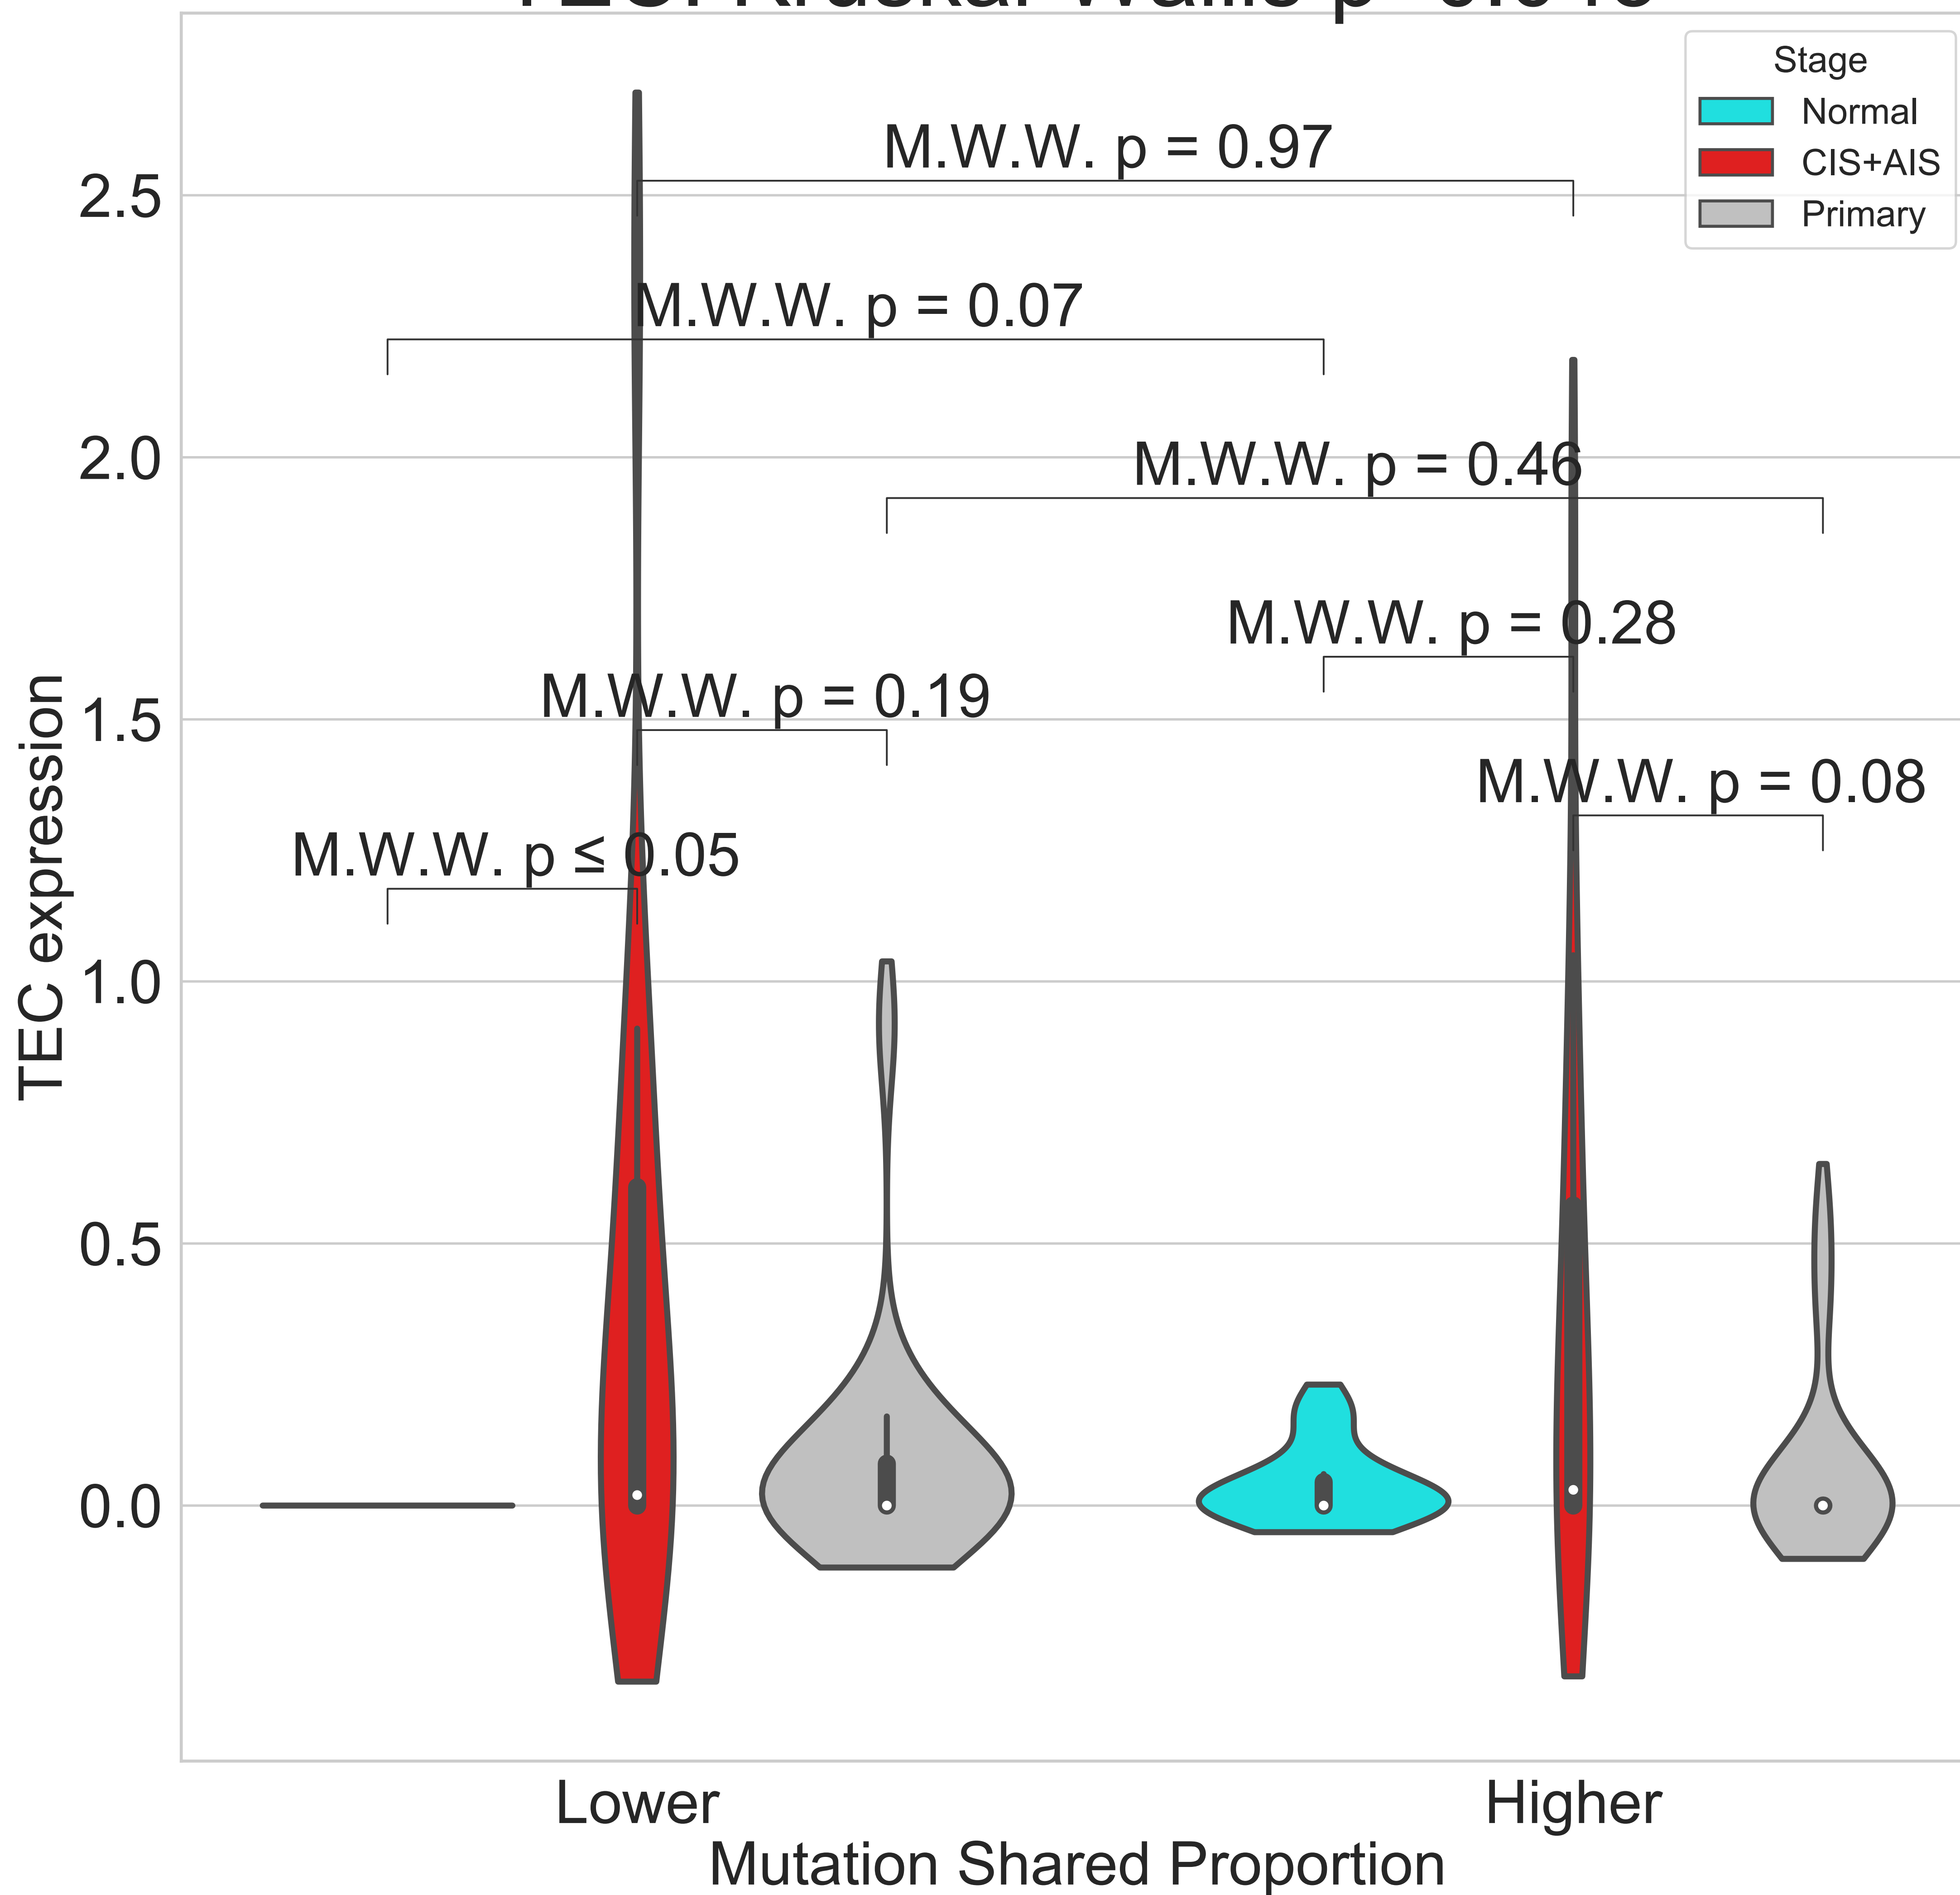 Stage
Normal
CIS+AIS
Primary
M.W.W. p = 0.97
2.5
M.W.W. p = 0.07
2.0
M.W.W. p = 0.46
M.W.W. p = 0.28
M.W.W. p = 0.19
1.5
M.W.W. p = 0.08
M.W.W. p ≤ 0.05
TEC expression
1.0
0.5
0.0
Lower
Higher
Mutation Shared Proportion